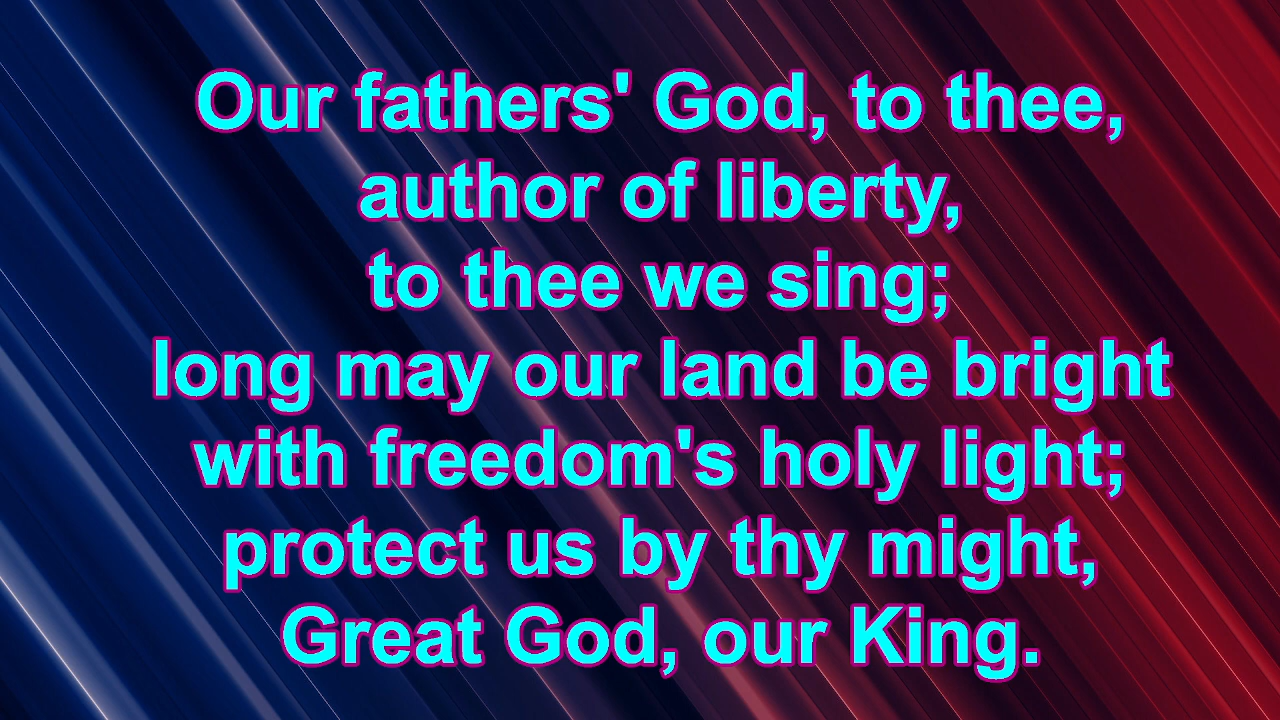 Our fathers' God, to thee,
author of liberty,
to thee we sing;
long may our land be bright
with freedom's holy light;
protect us by thy might,
Great God, our King.